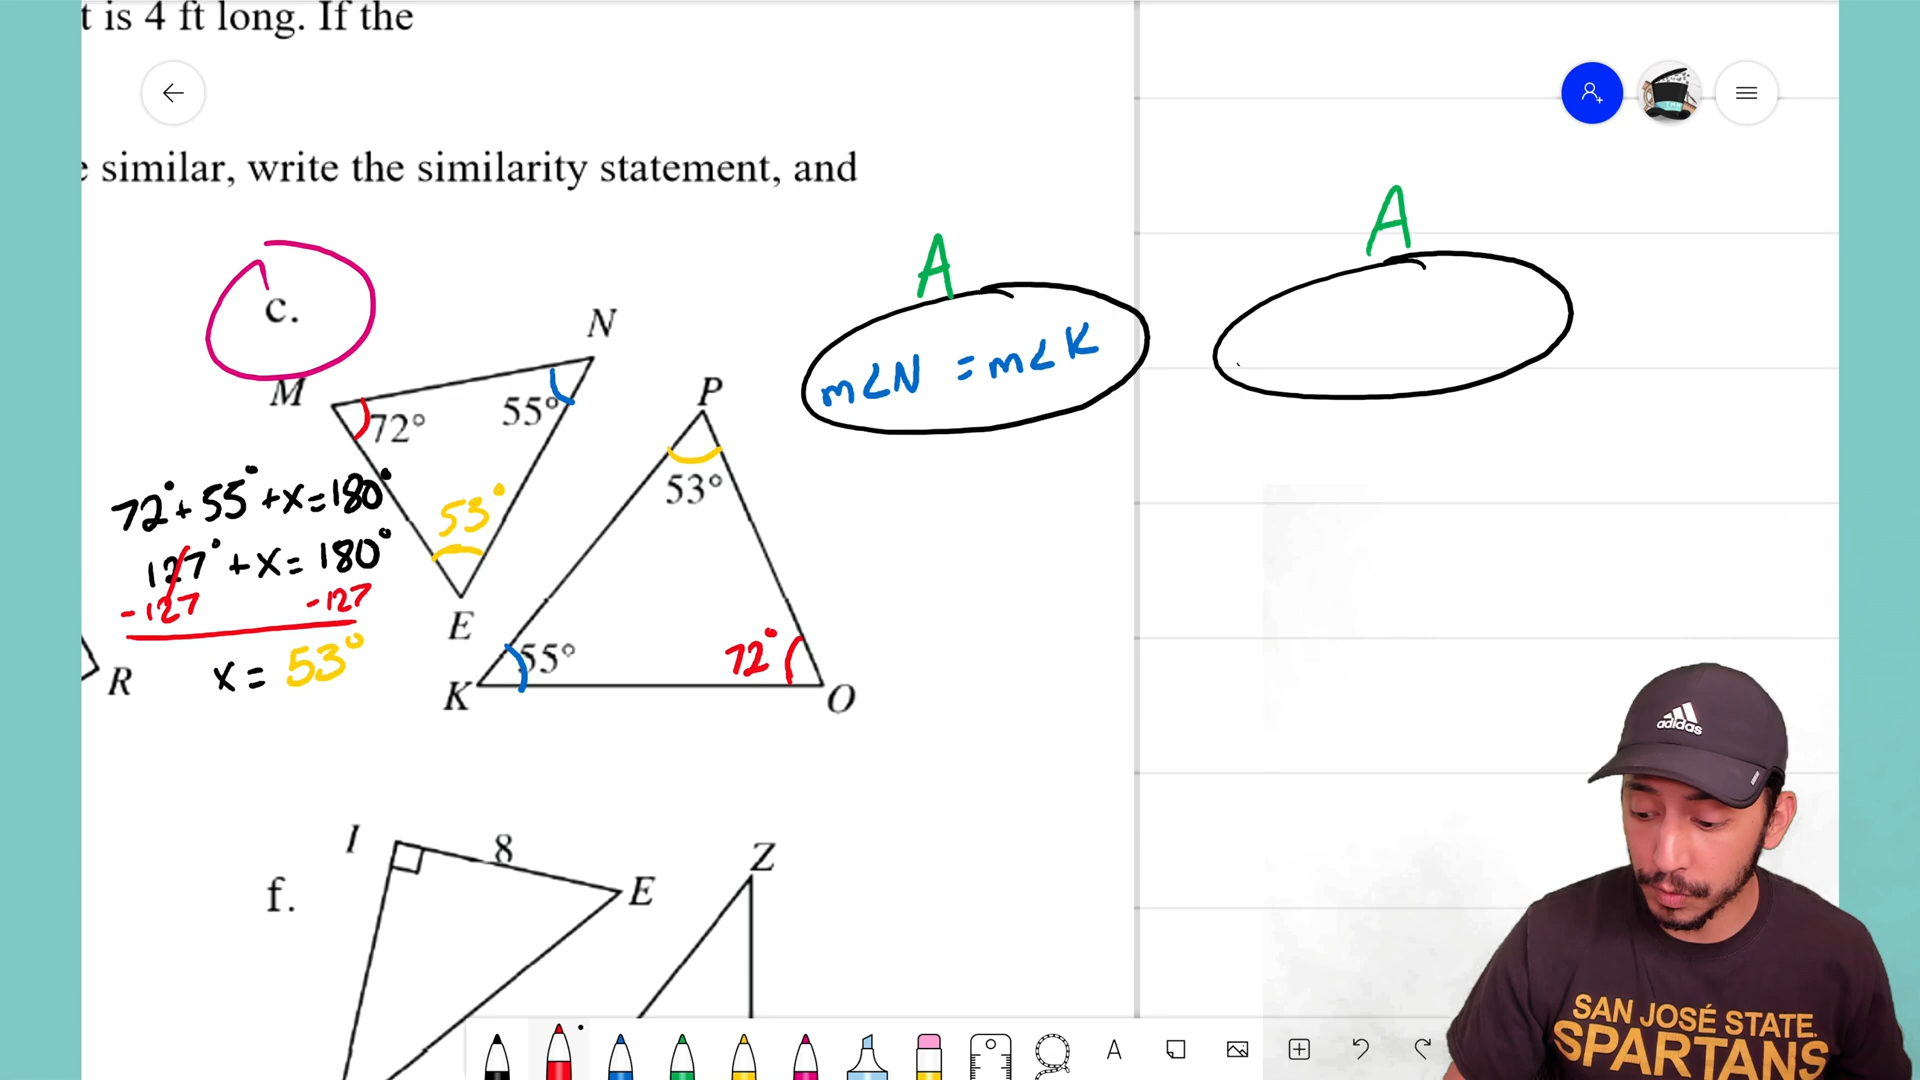 t is 4 ft long. If the
similar, write the similarity statement, and
c.
N
M
72°
55°
P
53°
53°
E
K
55°
72°
O
R
72° + 55° + x = 180°
127° + x = 180°
-127 -127
x = 53°
A
m<N = m<K
A
f.
I
8
E
Z
A
adidas
SAN JOSÉ STATE.
SPARTANS